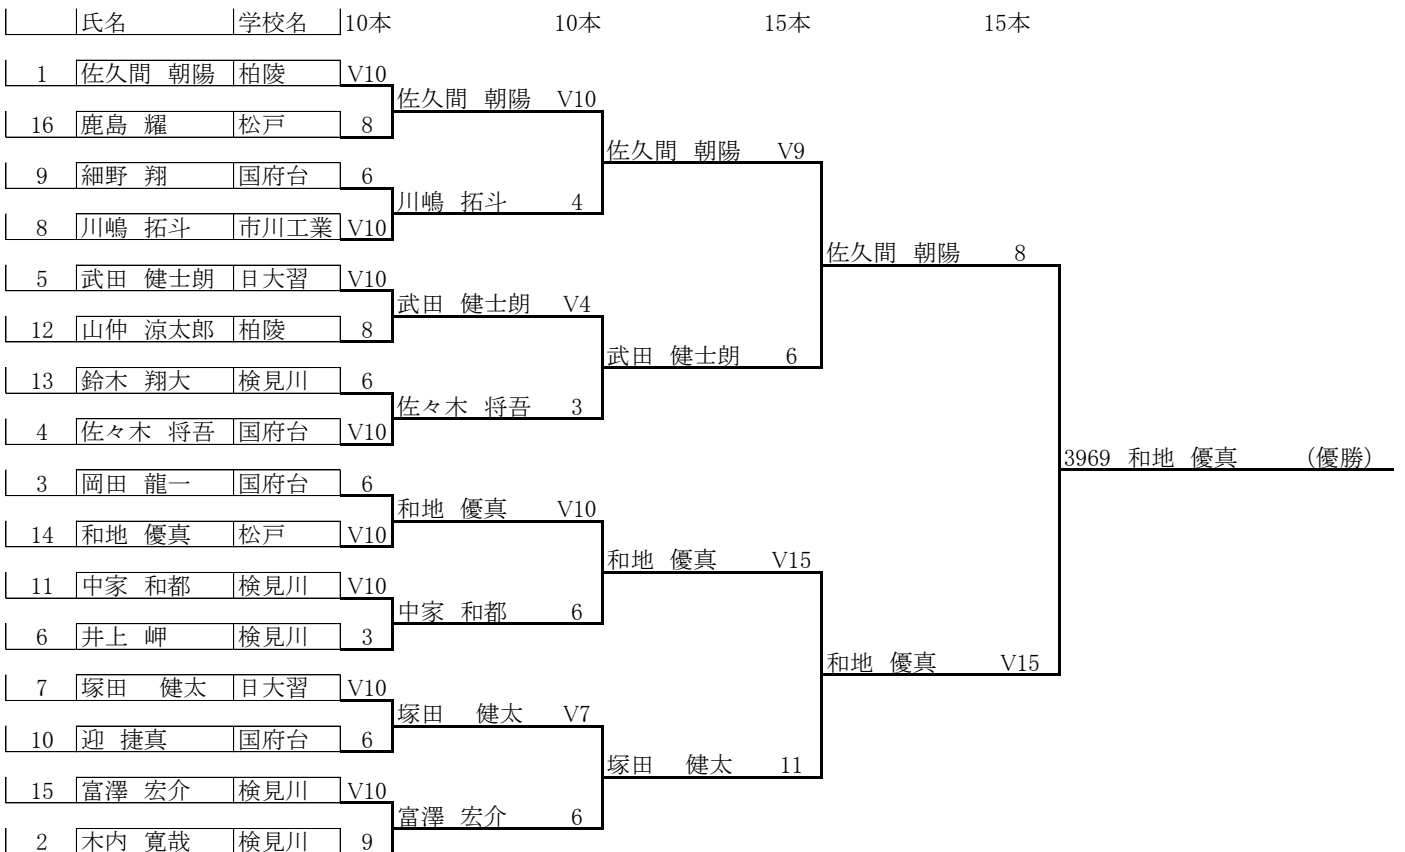 氏名 学校名 10本 10本 15本 15本
1 佐久間 朝陽 柏陵 V10
佐久間 朝陽 V10
16 鹿島 耀 松戸 8
佐久間 朝陽 V9
9 細野 翔 国府台 6
川嶋 拓斗 4
8 川嶋 拓斗 市川工業 V10
佐久間 朝陽 8
5 武田 健士朗 日大習 V10
武田 健士朗 V4
12 山仲 涼太郎 柏陵 8
武田 健士朗 6
13 鈴木 翔大 検見川 6
佐々木 将吾 3
4 佐々木 将吾 国府台 V10
3969 和地 優真 (優勝)
3 岡田 龍一 国府台 6
和地 優真 V10
14 和地 優真 松戸 V10
和地 優真 V15
11 中家 和都 検見川 V10
中家 和都 6
6 井上 岬 検見川 3
和地 優真 V15
7 塚田 健太 日大習 V10
塚田 健太 V7
10 迎 捷真 国府台 6
塚田 健太 11
15 富澤 宏介 検見川 V10
富澤 宏介 6
2 木内 寛哉 検見川 9